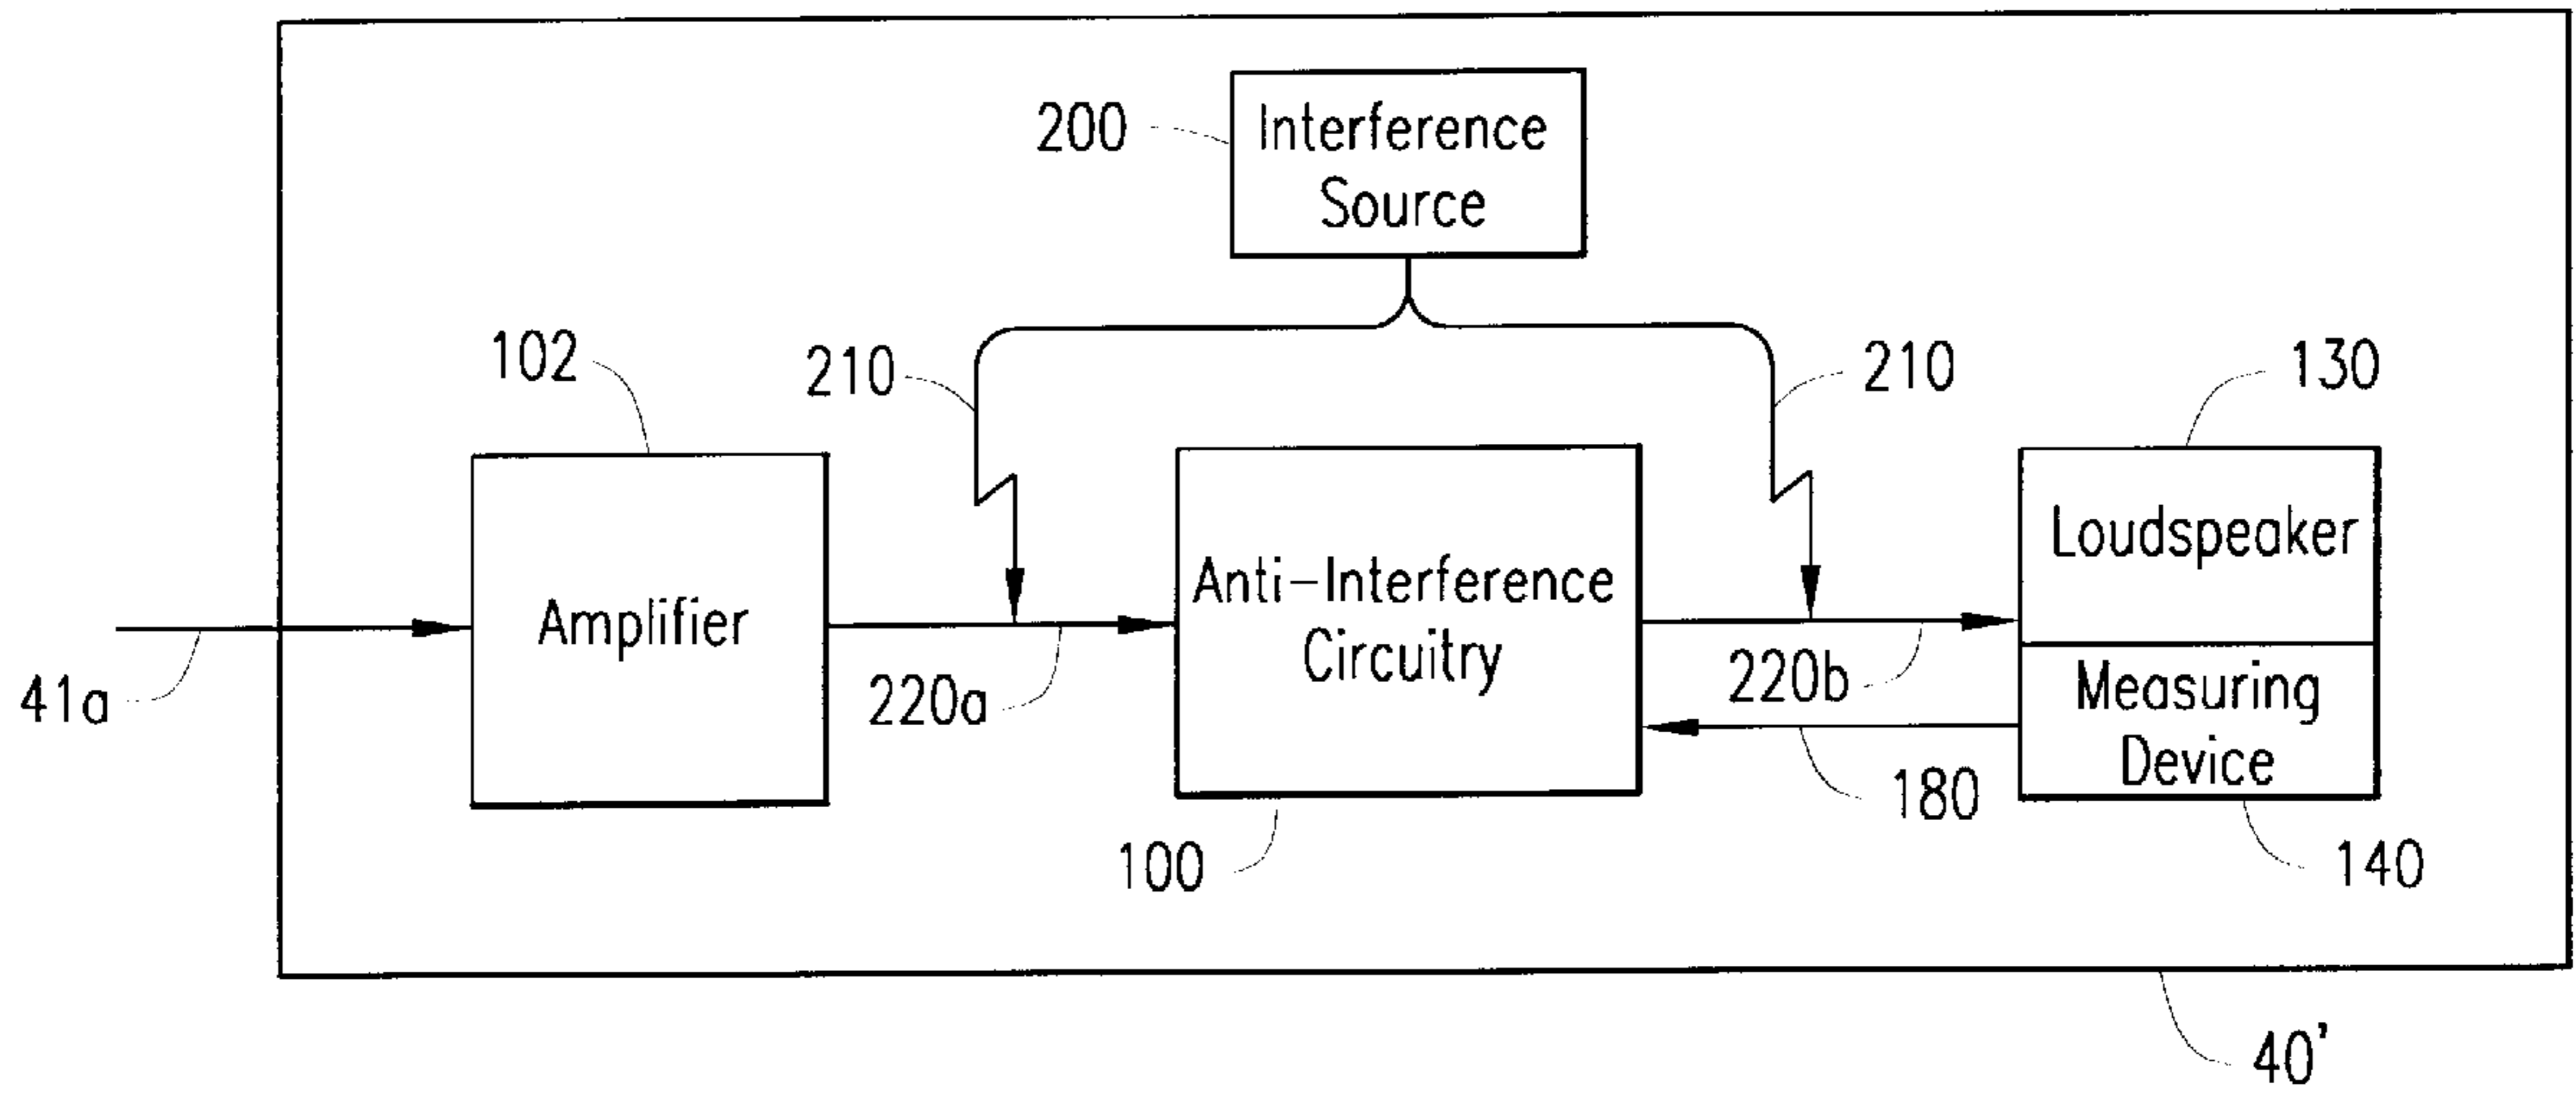 200
Interference
Source
102
210
210
130
Amplifier
Anti-Interference
Circuitry
Loudspeaker
Measuring
Device
41a
220a
220b
180
100
140
40'